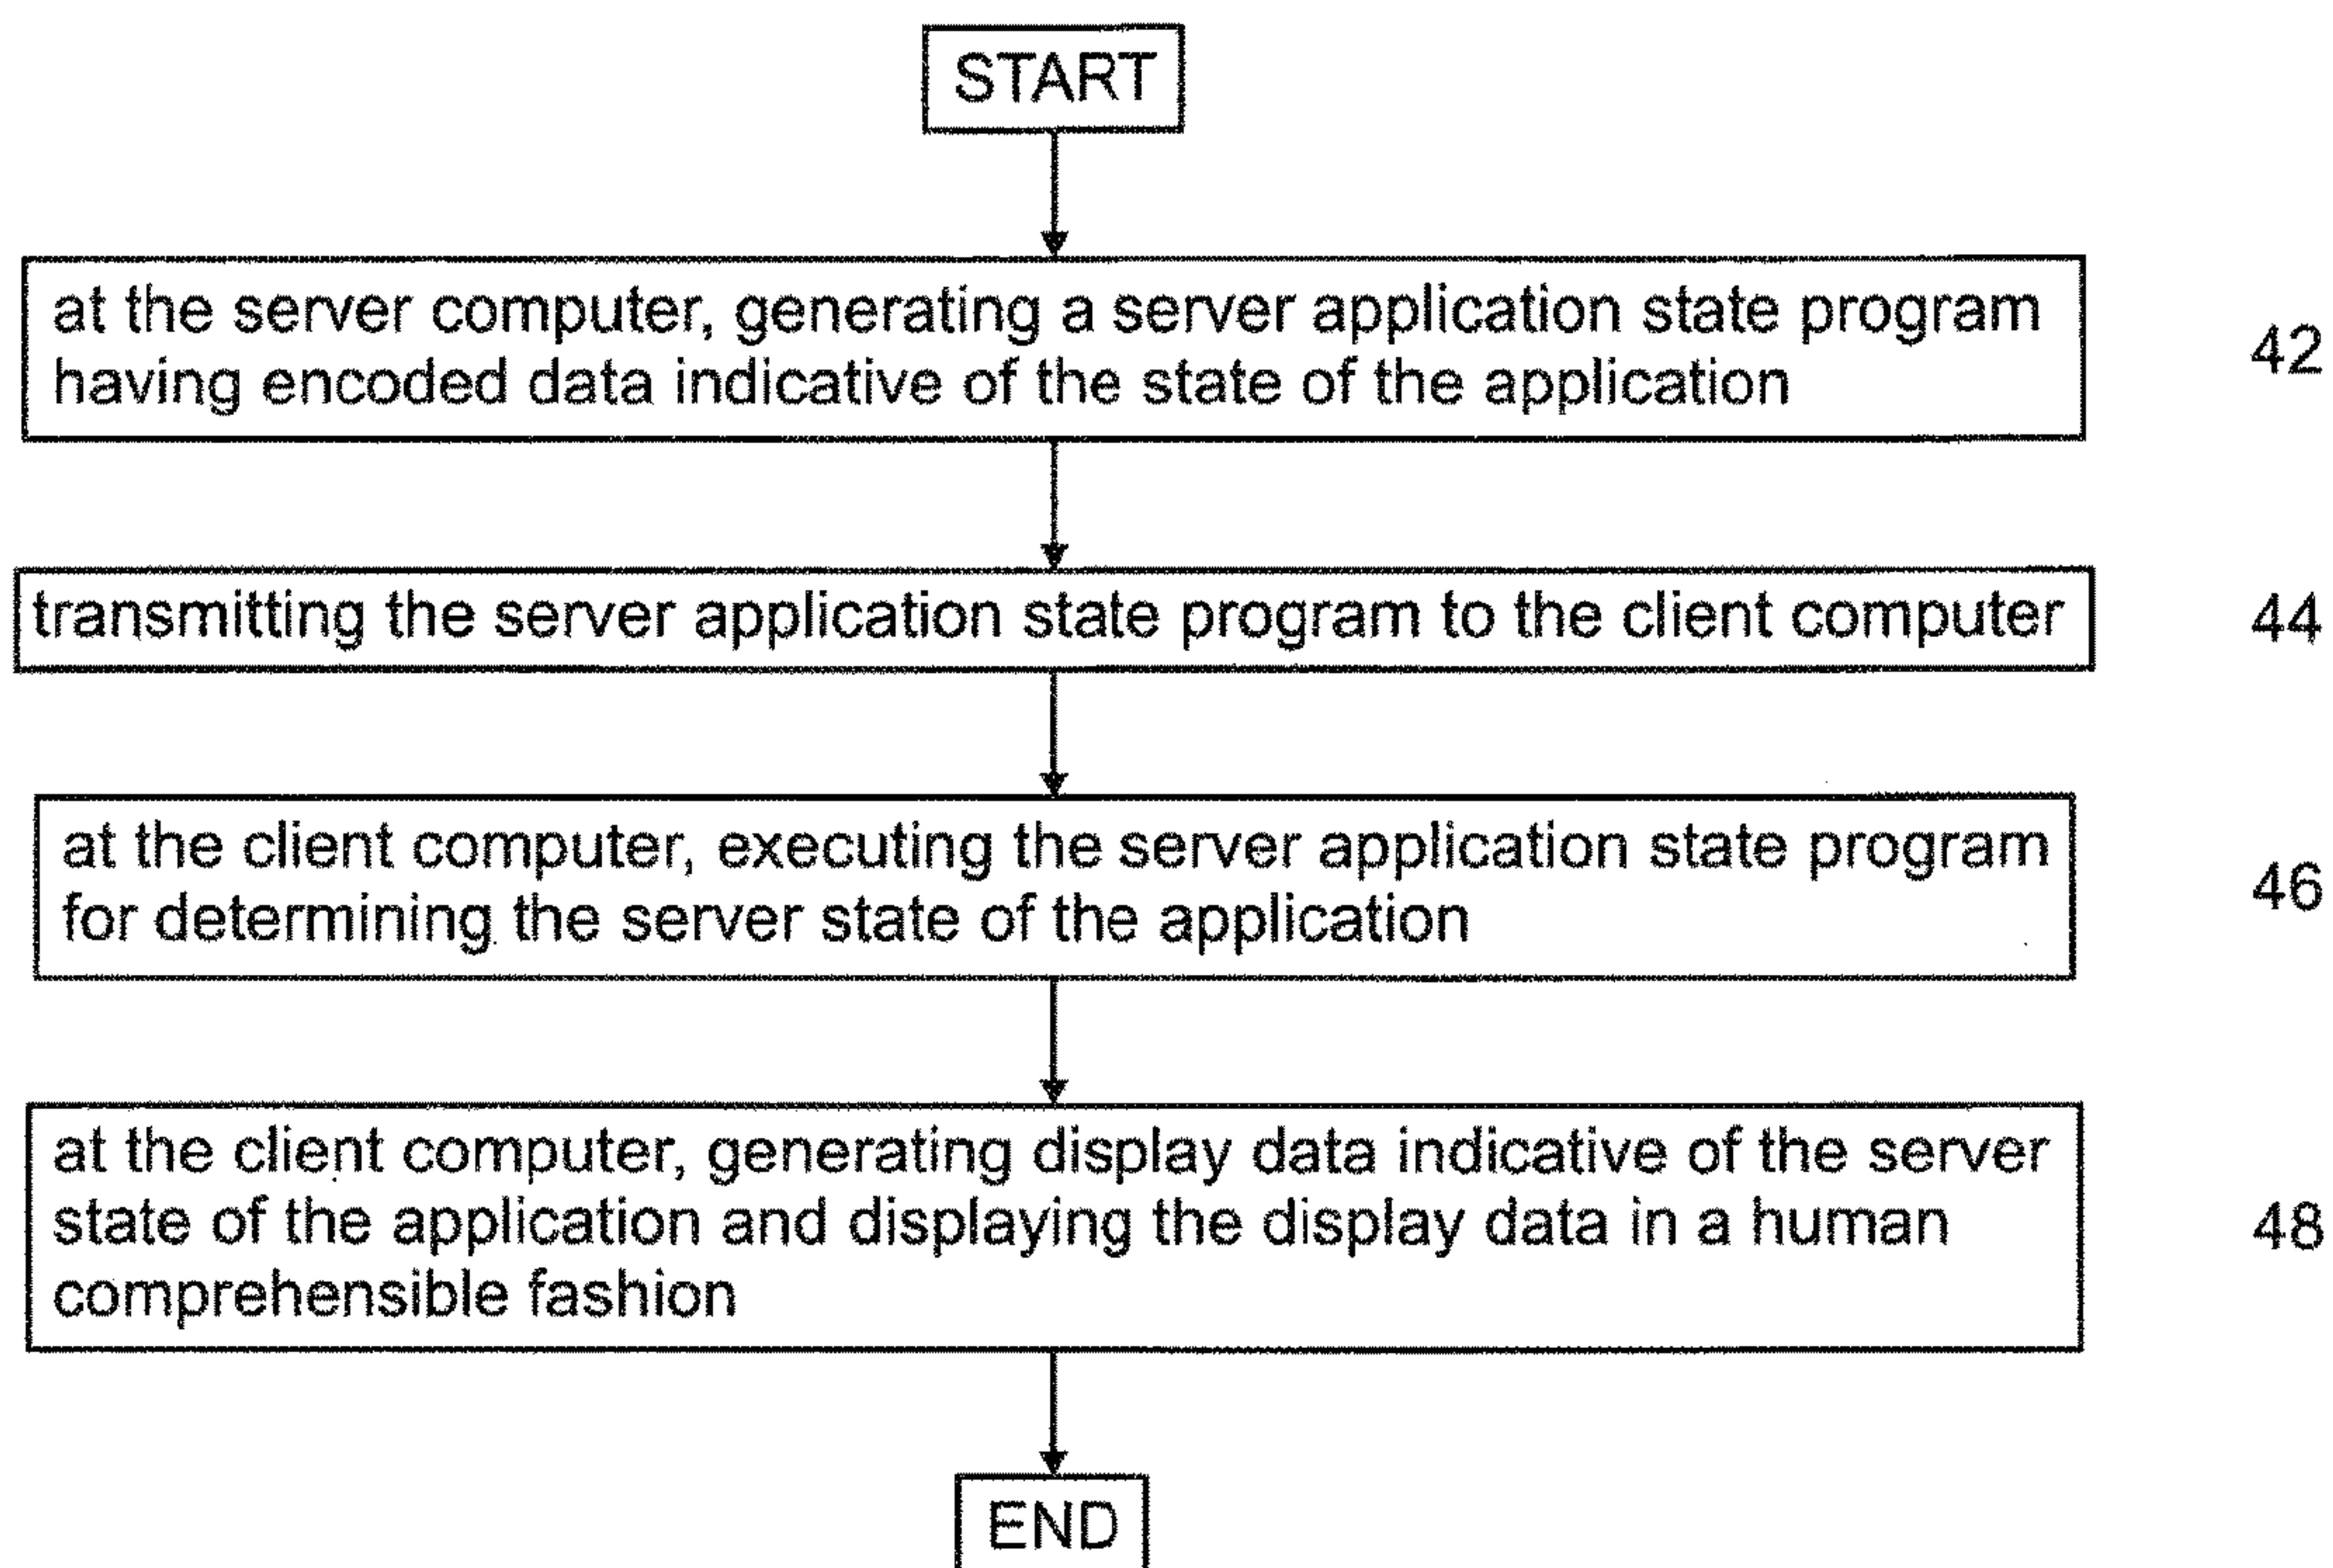 START
at the server computer, generating a server application state program
having encoded data indicative of the state of the application
42
transmitting the server application state program to the client computer
44
at the client computer, executing the server application state program
for determining the server state of the application
46
at the client computer, generating display data indicative of the server
state of the application and displaying the display data in a human
comprehensible fashion
48
END